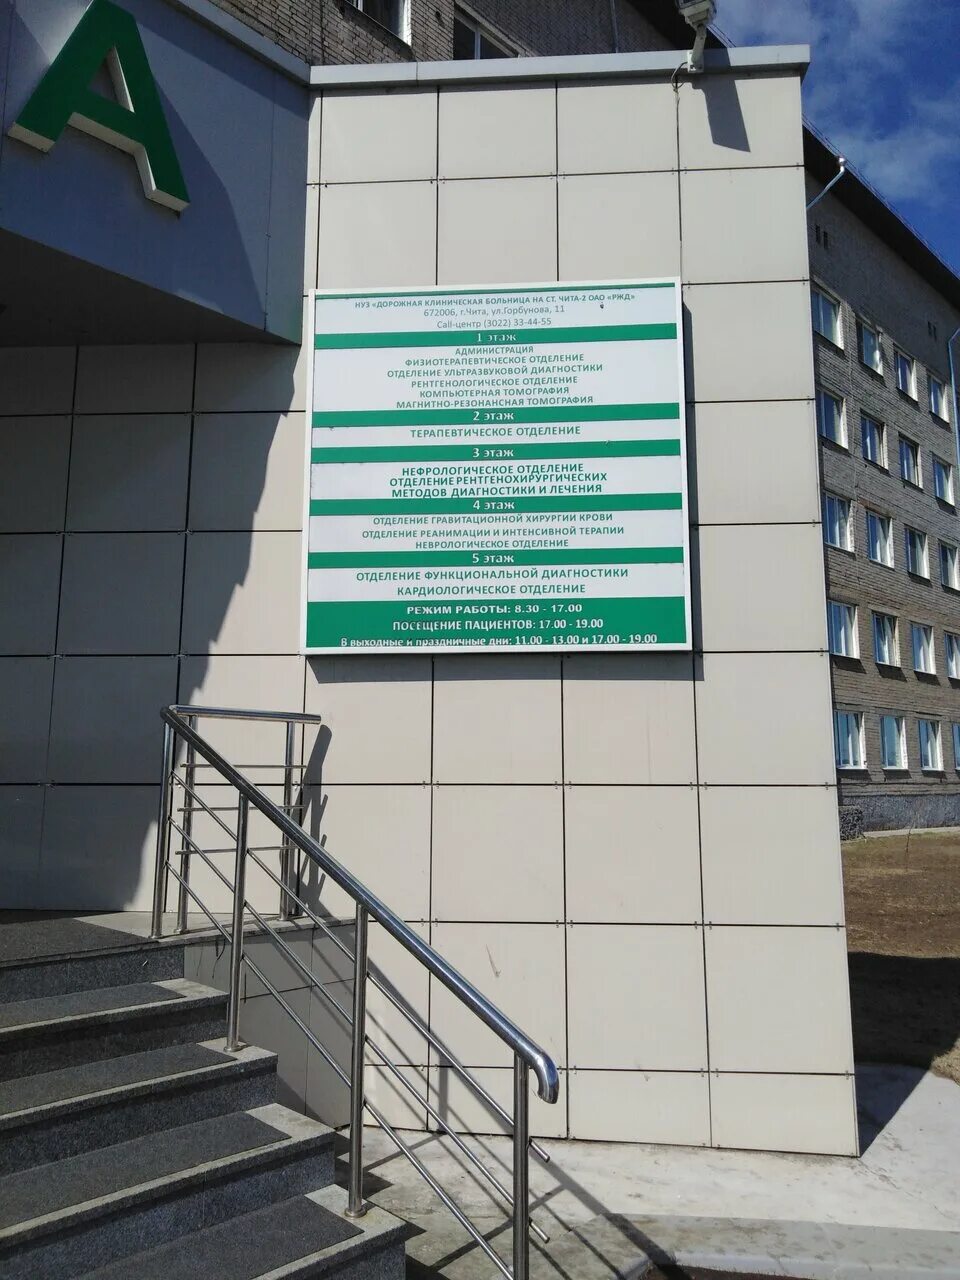 А
НУЗ «ДОРОЖНАЯ КЛИНИЧЕСКАЯ БОЛЬНИЦА НА СТ. ЧИТА-2 ОАО «РЖД»
672006, г.Чита, ул.Горбунова, 11
Call-центр (3022) 33-44-55
1 этаж
АДМИНИСТРАЦИЯ
ФИЗИОТЕРАПЕВТИЧЕСКОЕ ОТДЕЛЕНИЕ
ОТДЕЛЕНИЕ УЛЬТРАЗВУКОВОЙ ДИАГНОСТИКИ
РЕНТГЕНОЛОГИЧЕСКОЕ ОТДЕЛЕНИЕ
КОМПЬЮТЕРНАЯ ТОМОГРАФИЯ
МАГНИТНО-РЕЗОНАНСНАЯ ТОМОГРАФИЯ
2 этаж
ТЕРАПЕВТИЧЕСКОЕ ОТДЕЛЕНИЕ
3 этаж
НЕФРОЛОГИЧЕСКОЕ ОТДЕЛЕНИЕ
ОТДЕЛЕНИЕ РЕНТГЕНОХИРУРГИЧЕСКИХ
МЕТОДОВ ДИАГНОСТИКИ И ЛЕЧЕНИЯ
4 этаж
ОТДЕЛЕНИЕ ГРАВИТАЦИОННОЙ ХИРУРГИИ КРОВИ
ОТДЕЛЕНИЕ РЕАНИМАЦИИ И ИНТЕНСИВНОЙ ТЕРАПИИ
НЕВРОЛОГИЧЕСКОЕ ОТДЕЛЕНИЕ
5 этаж
ОТДЕЛЕНИЕ ФУНКЦИОНАЛЬНОЙ ДИАГНОСТИКИ
КАРДИОЛОГИЧЕСКОЕ ОТДЕЛЕНИЕ
РЕЖИМ РАБОТЫ: 8.30 - 17.00
ПОСЕЩЕНИЕ ПАЦИЕНТОВ: 17.00 - 19.00
В выходные и праздничные дни: 11.00 - 13.00 и 17.00 - 19.00